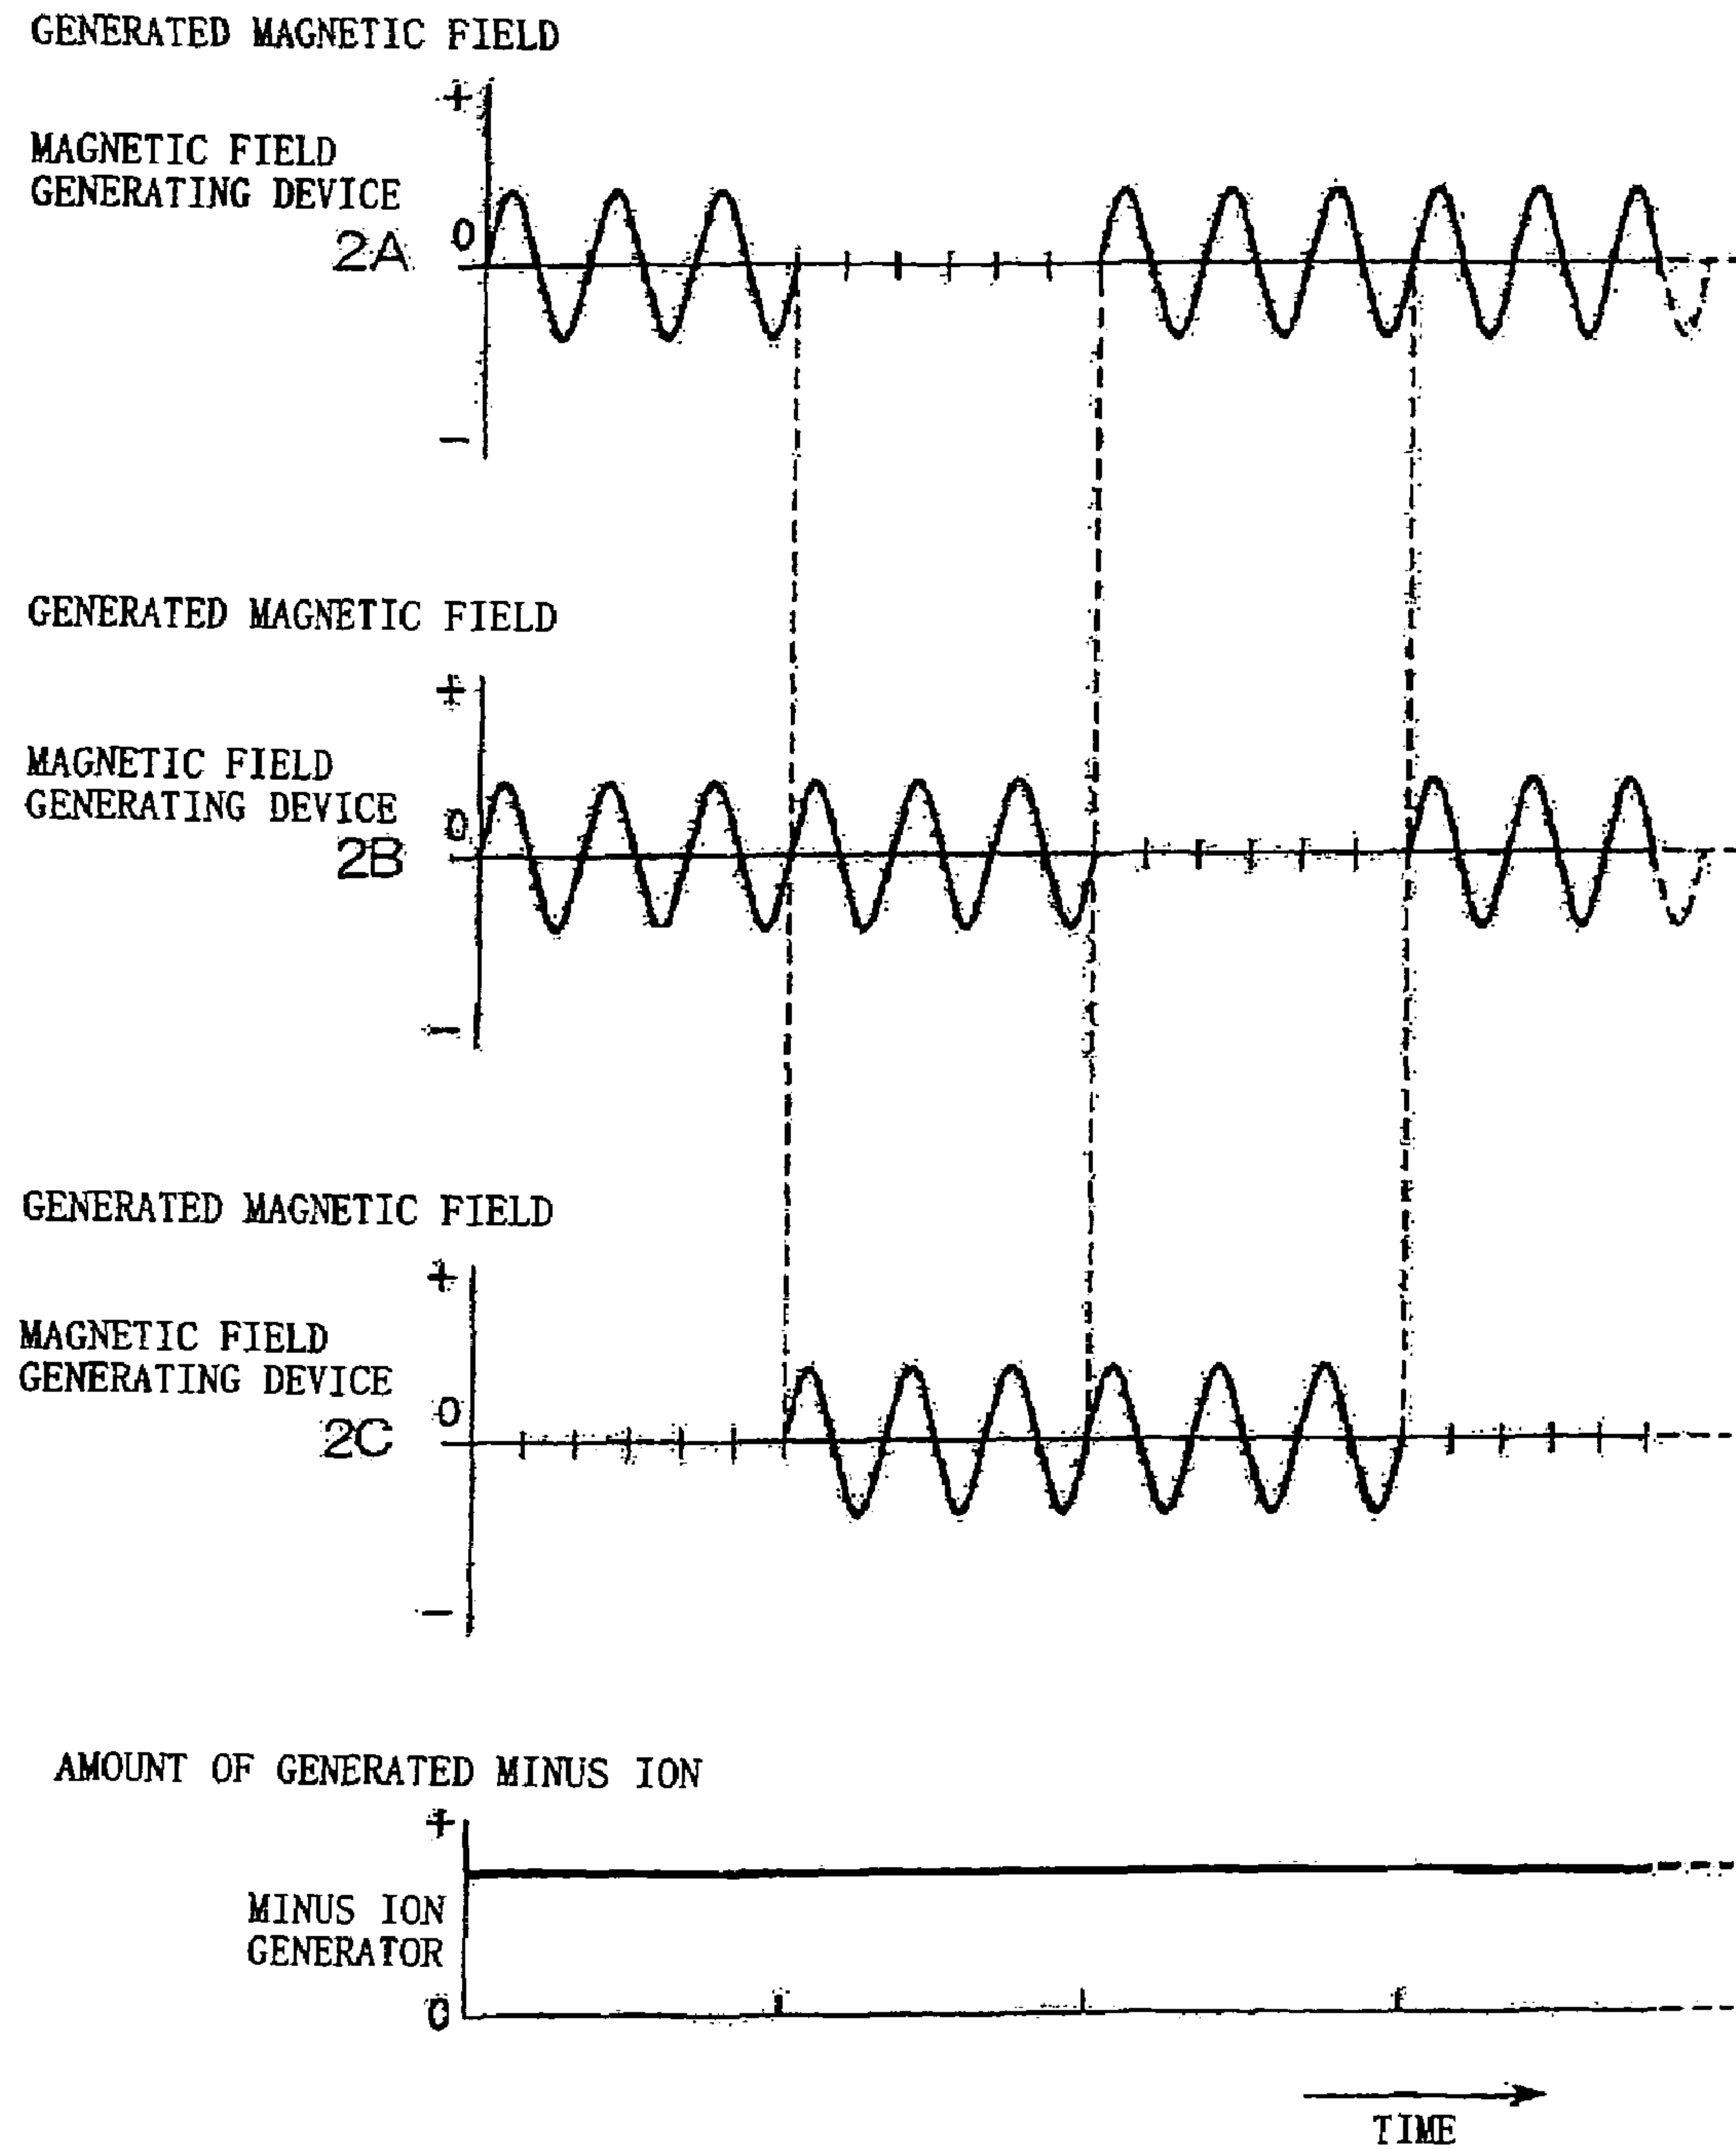 GENERATED MAGNETIC FIELD
+
MAGNETIC FIELD
GENERATING DEVICE
2A
0
−
GENERATED MAGNETIC FIELD
+
MAGNETIC FIELD
GENERATING DEVICE
2B
0
−
GENERATED MAGNETIC FIELD
+
MAGNETIC FIELD
GENERATING DEVICE
2C
0
−
AMOUNT OF GENERATED MINUS ION
+
MINUS ION
GENERATOR
0
TIME